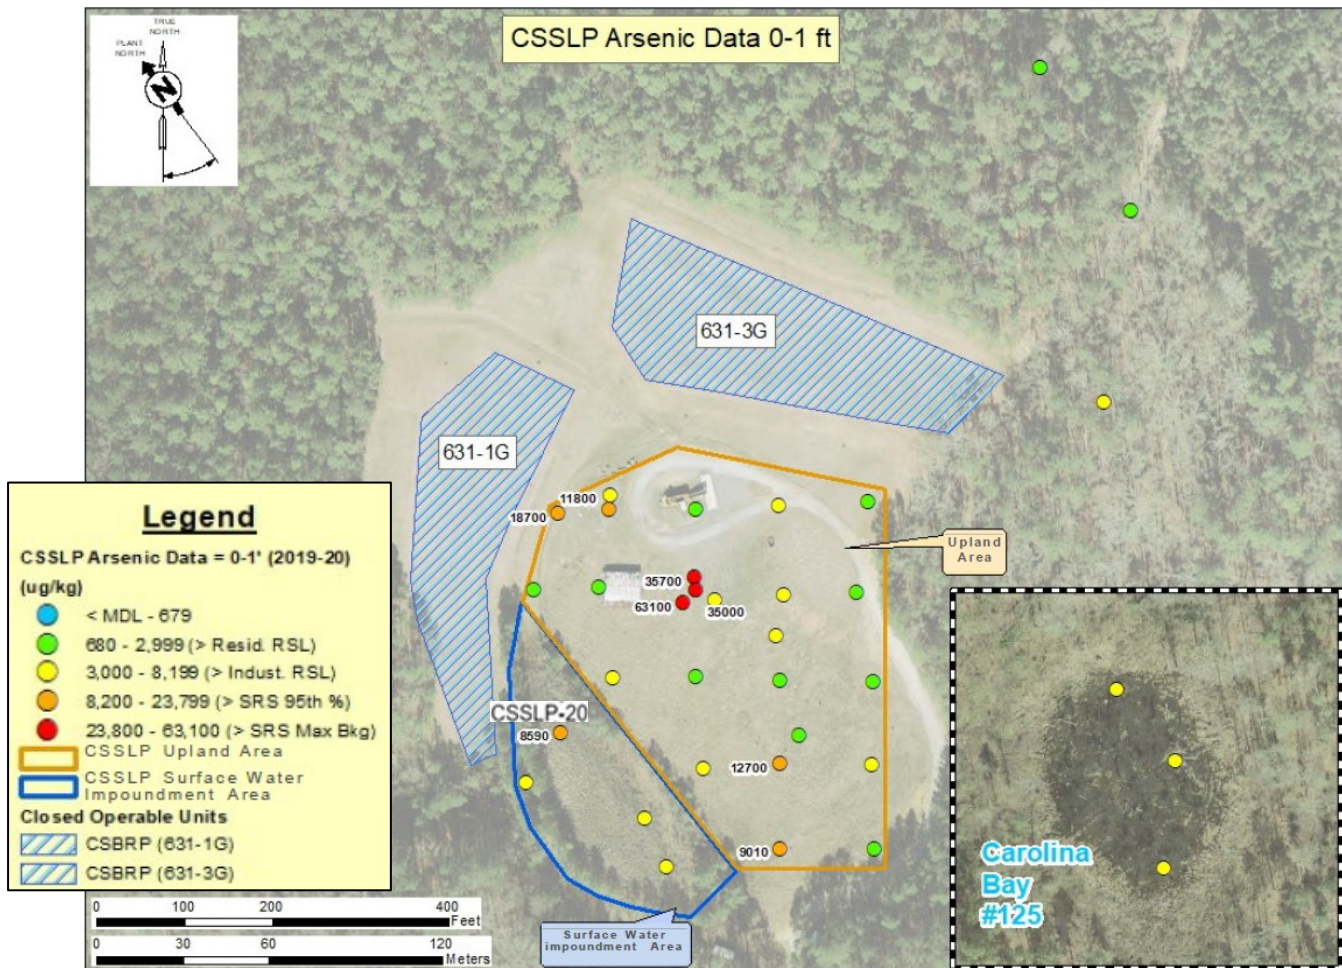 TRUE
NORTH
PLANT
NORTH
N
CSSLP Arsenic Data 0-1 ft
631-3G
631-1G
11800
18700
35700
63100
35000
Upland
Area
CSSLP-20
8590
12700
9010
Legend
CSSLP Arsenic Data = 0-1' (2019-20)
(ug/kg)
< MDL - 679
680 - 2,999 (> Resid. RSL)
3,000 - 8,199 (> Indust. RSL)
8,200 - 23,799 (> SRS 95th %)
23,800 - 63,100 (> SRS Max Bkg)
CSSLP Upland Area
CSSLP Surface Water
Impoundment Area
Closed Operable Units
CSBRP (631-1G)
CSBRP (631-3G)
0 100 200 400
Feet
0 30 60 120
Meters
Surface Water
impoundment Area
Carolina
Bay
#125